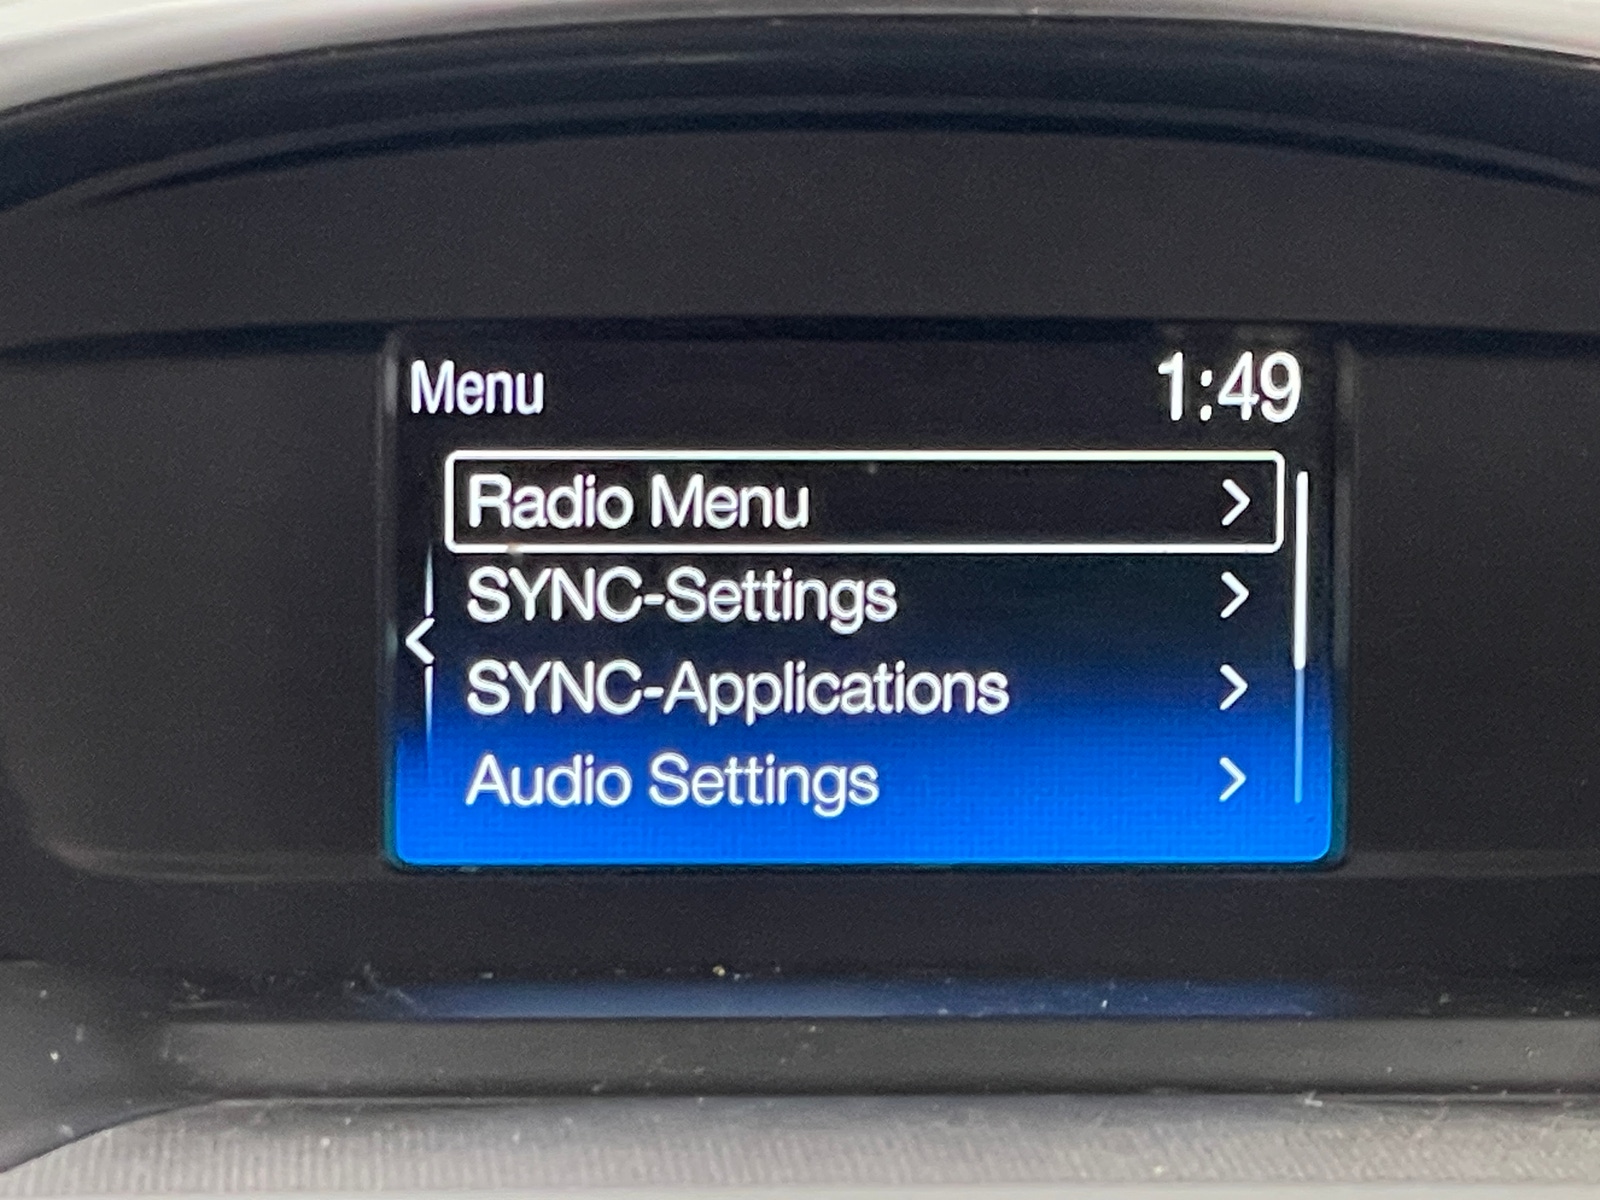 Menu 1:49
Radio Menu >
SYNC-Settings >
SYNC-Applications >
Audio Settings >